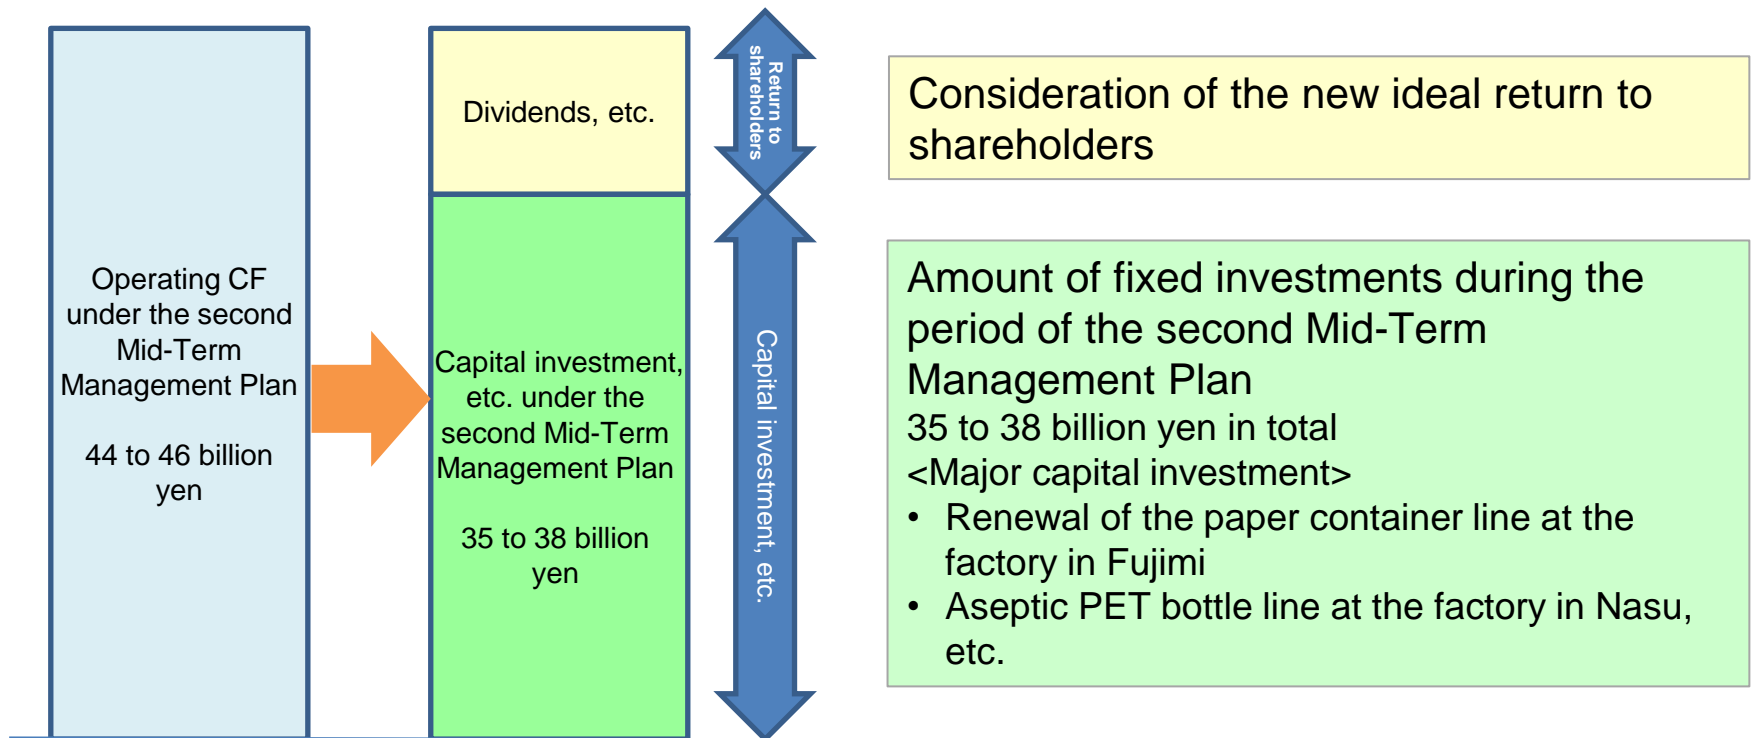 Operating CF
under the second
Mid-Term
Management Plan
44 to 46 billion
yen
Dividends, etc.
Capital investment,
etc. under the
second Mid-Term
Management Plan
35 to 38 billion
yen
Return to
shareholders
Capital investment, etc.
Consideration of the new ideal return to
shareholders
Amount of fixed investments during the
period of the second Mid-Term
Management Plan
35 to 38 billion yen in total
<Major capital investment>
• Renewal of the paper container line at the
factory in Fujimi
• Aseptic PET bottle line at the factory in Nasu,
etc.